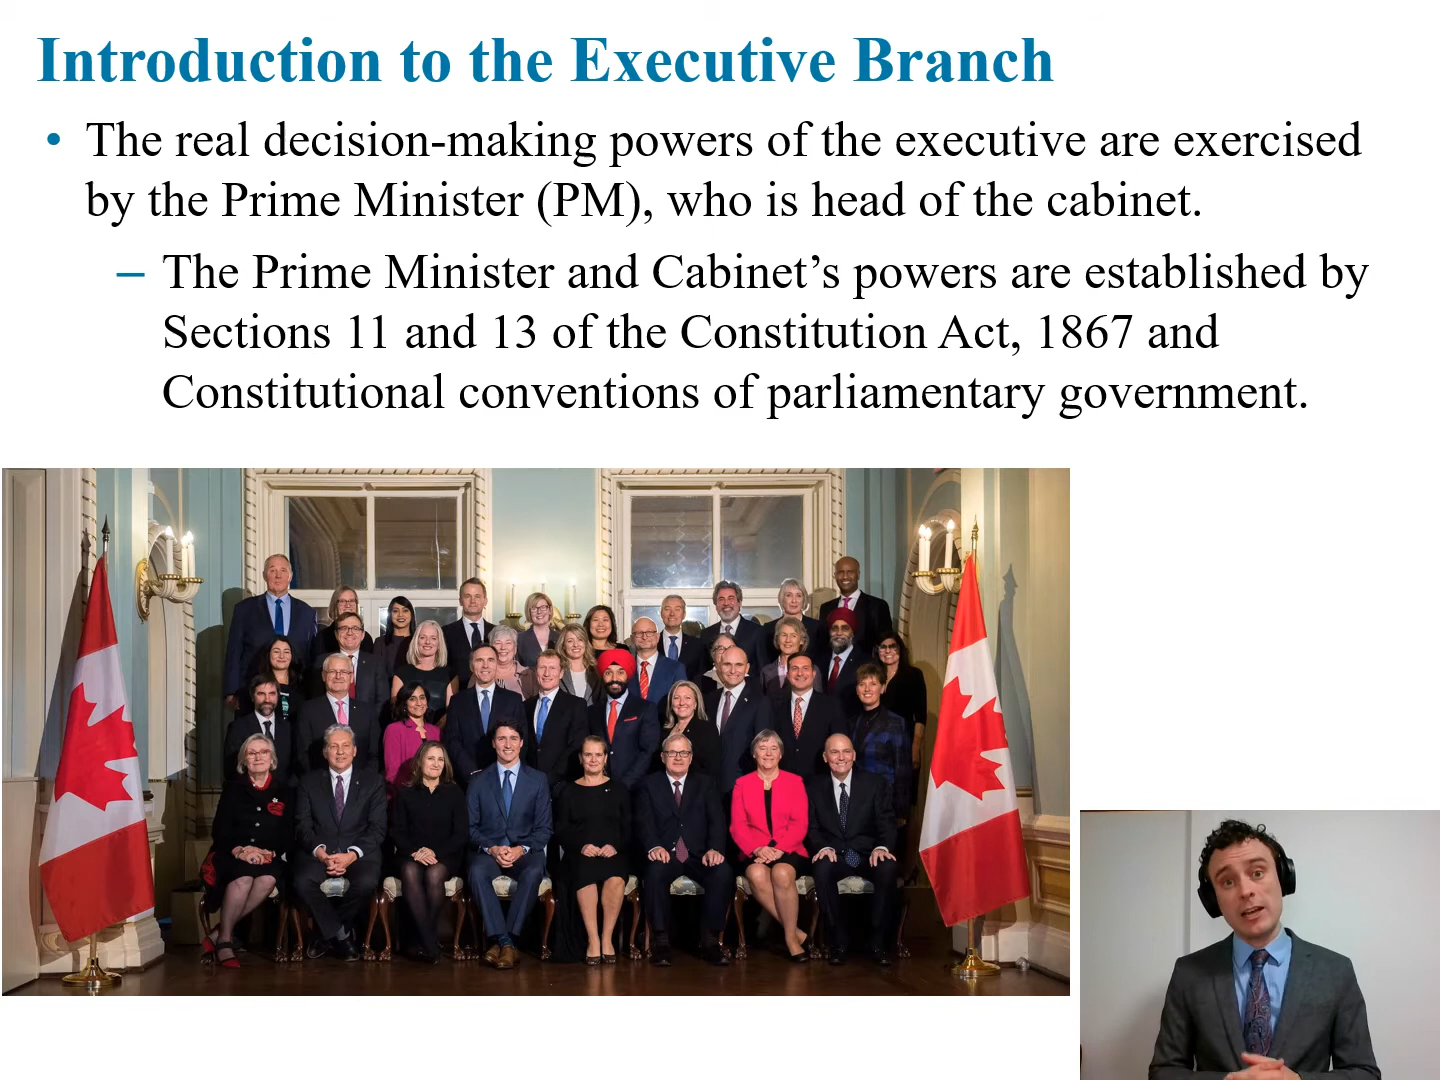 Introduction to the Executive Branch
• The real decision-making powers of the executive are exercised
by the Prime Minister (PM), who is head of the cabinet.
– The Prime Minister and Cabinet’s powers are established by
Sections 11 and 13 of the Constitution Act, 1867 and
Constitutional conventions of parliamentary government.